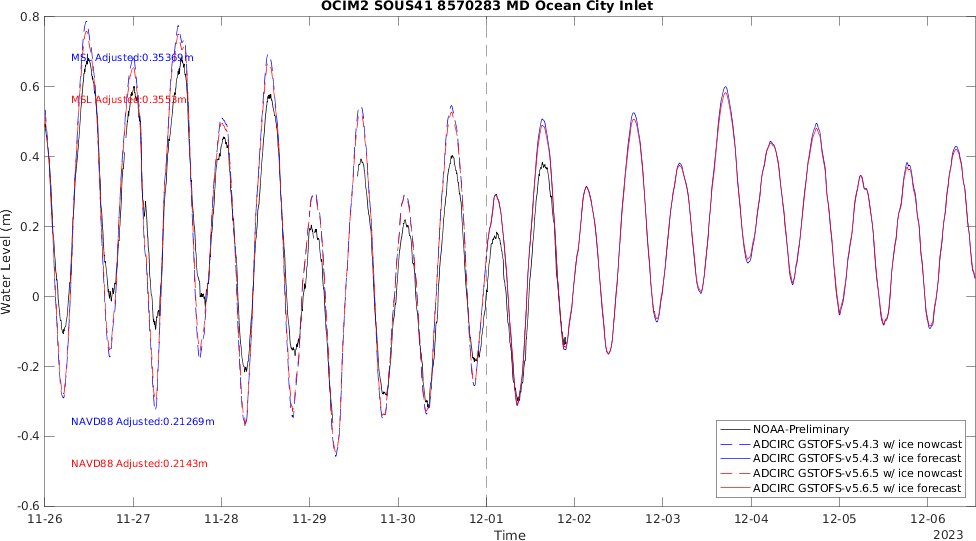 OCIM2 SOUS41 8570283 MD Ocean City Inlet
0.8
0.6
0.4
0.2
0
-0.2
-0.4
-0.6
Water Level (m)
MSL Adjusted:0.35369m
MSL Adjusted:0.3553m
NAVD88 Adjusted:0.21269m
NAVD88 Adjusted:0.2143m
NOAA-Preliminary
ADCIRC GSTOFS-v5.4.3 w/ ice nowcast
ADCIRC GSTOFS-v5.4.3 w/ ice forecast
ADCIRC GSTOFS-v5.6.5 w/ ice nowcast
ADCIRC GSTOFS-v5.6.5 w/ ice forecast
11-26 11-27 11-28 11-29 11-30 12-01 12-02 12-03 12-04 12-05 12-06
Time
2023